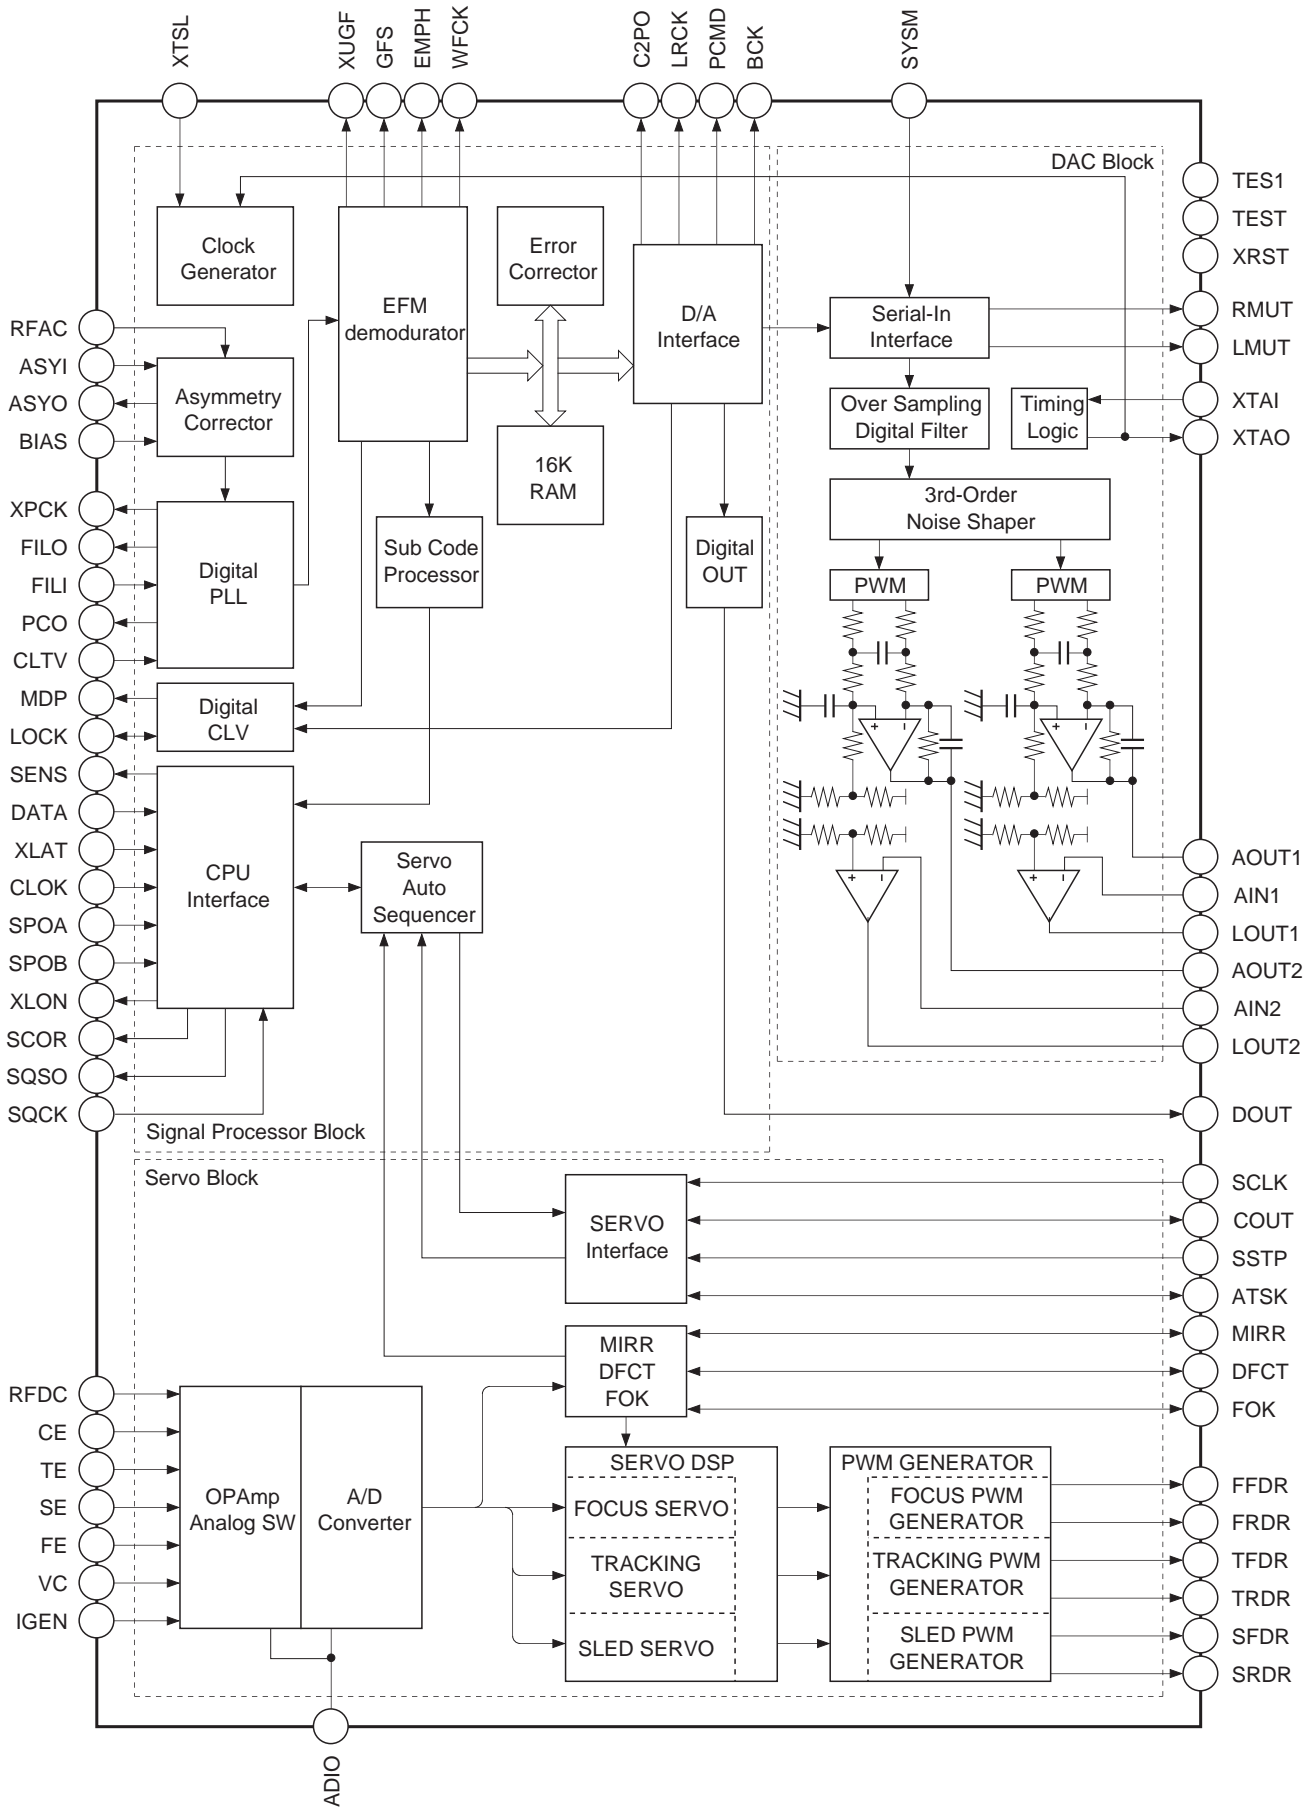 XTSL
XUGF
GFS
EMPH
WFCK
C2PO
LRCK
PCMD
BCK
SYSM
DAC Block
TES1
TEST
XRST
RMUT
LMUT
XTAI
XTAO
Clock
Generator
EFM
demodurator
Error
Corrector
D/A
Interface
Serial-In
Interface
RFAC
ASYI
ASYO
BIAS
Asymmetry
Corrector
Over Sampling
Digital Filter
Timing
Logic
16K
RAM
3rd-Order
Noise Shaper
XPCK
FILO
FILI
PCO
CLTV
Digital
PLL
Sub Code
Processor
Digital
OUT
PWM
PWM
MDP
LOCK
Digital
CLV
+
−
+
−
SENS
DATA
XLAT
CLOK
SPOA
SPOB
XLON
SCOR
SQSO
SQCK
CPU
Interface
Servo
Auto
Sequencer
+
−
+
−
AOUT1
AIN1
LOUT1
AOUT2
AIN2
LOUT2
DOUT
Signal Processor Block
Servo Block
SERVO
Interface
SCLK
COUT
SSTP
ATSK
MIRR
DFCT
FOK
MIRR
DFCT
FOK
RFDC
CE
TE
SE
FE
VC
IGEN
OPAmp
Analog SW
A/D
Converter
SERVO DSP
FOCUS SERVO
TRACKING
SERVO
SLED SERVO
PWM GENERATOR
FOCUS PWM
GENERATOR
TRACKING PWM
GENERATOR
SLED PWM
GENERATOR
FFDR
FRDR
TFDR
TRDR
SFDR
SRDR
ADIO